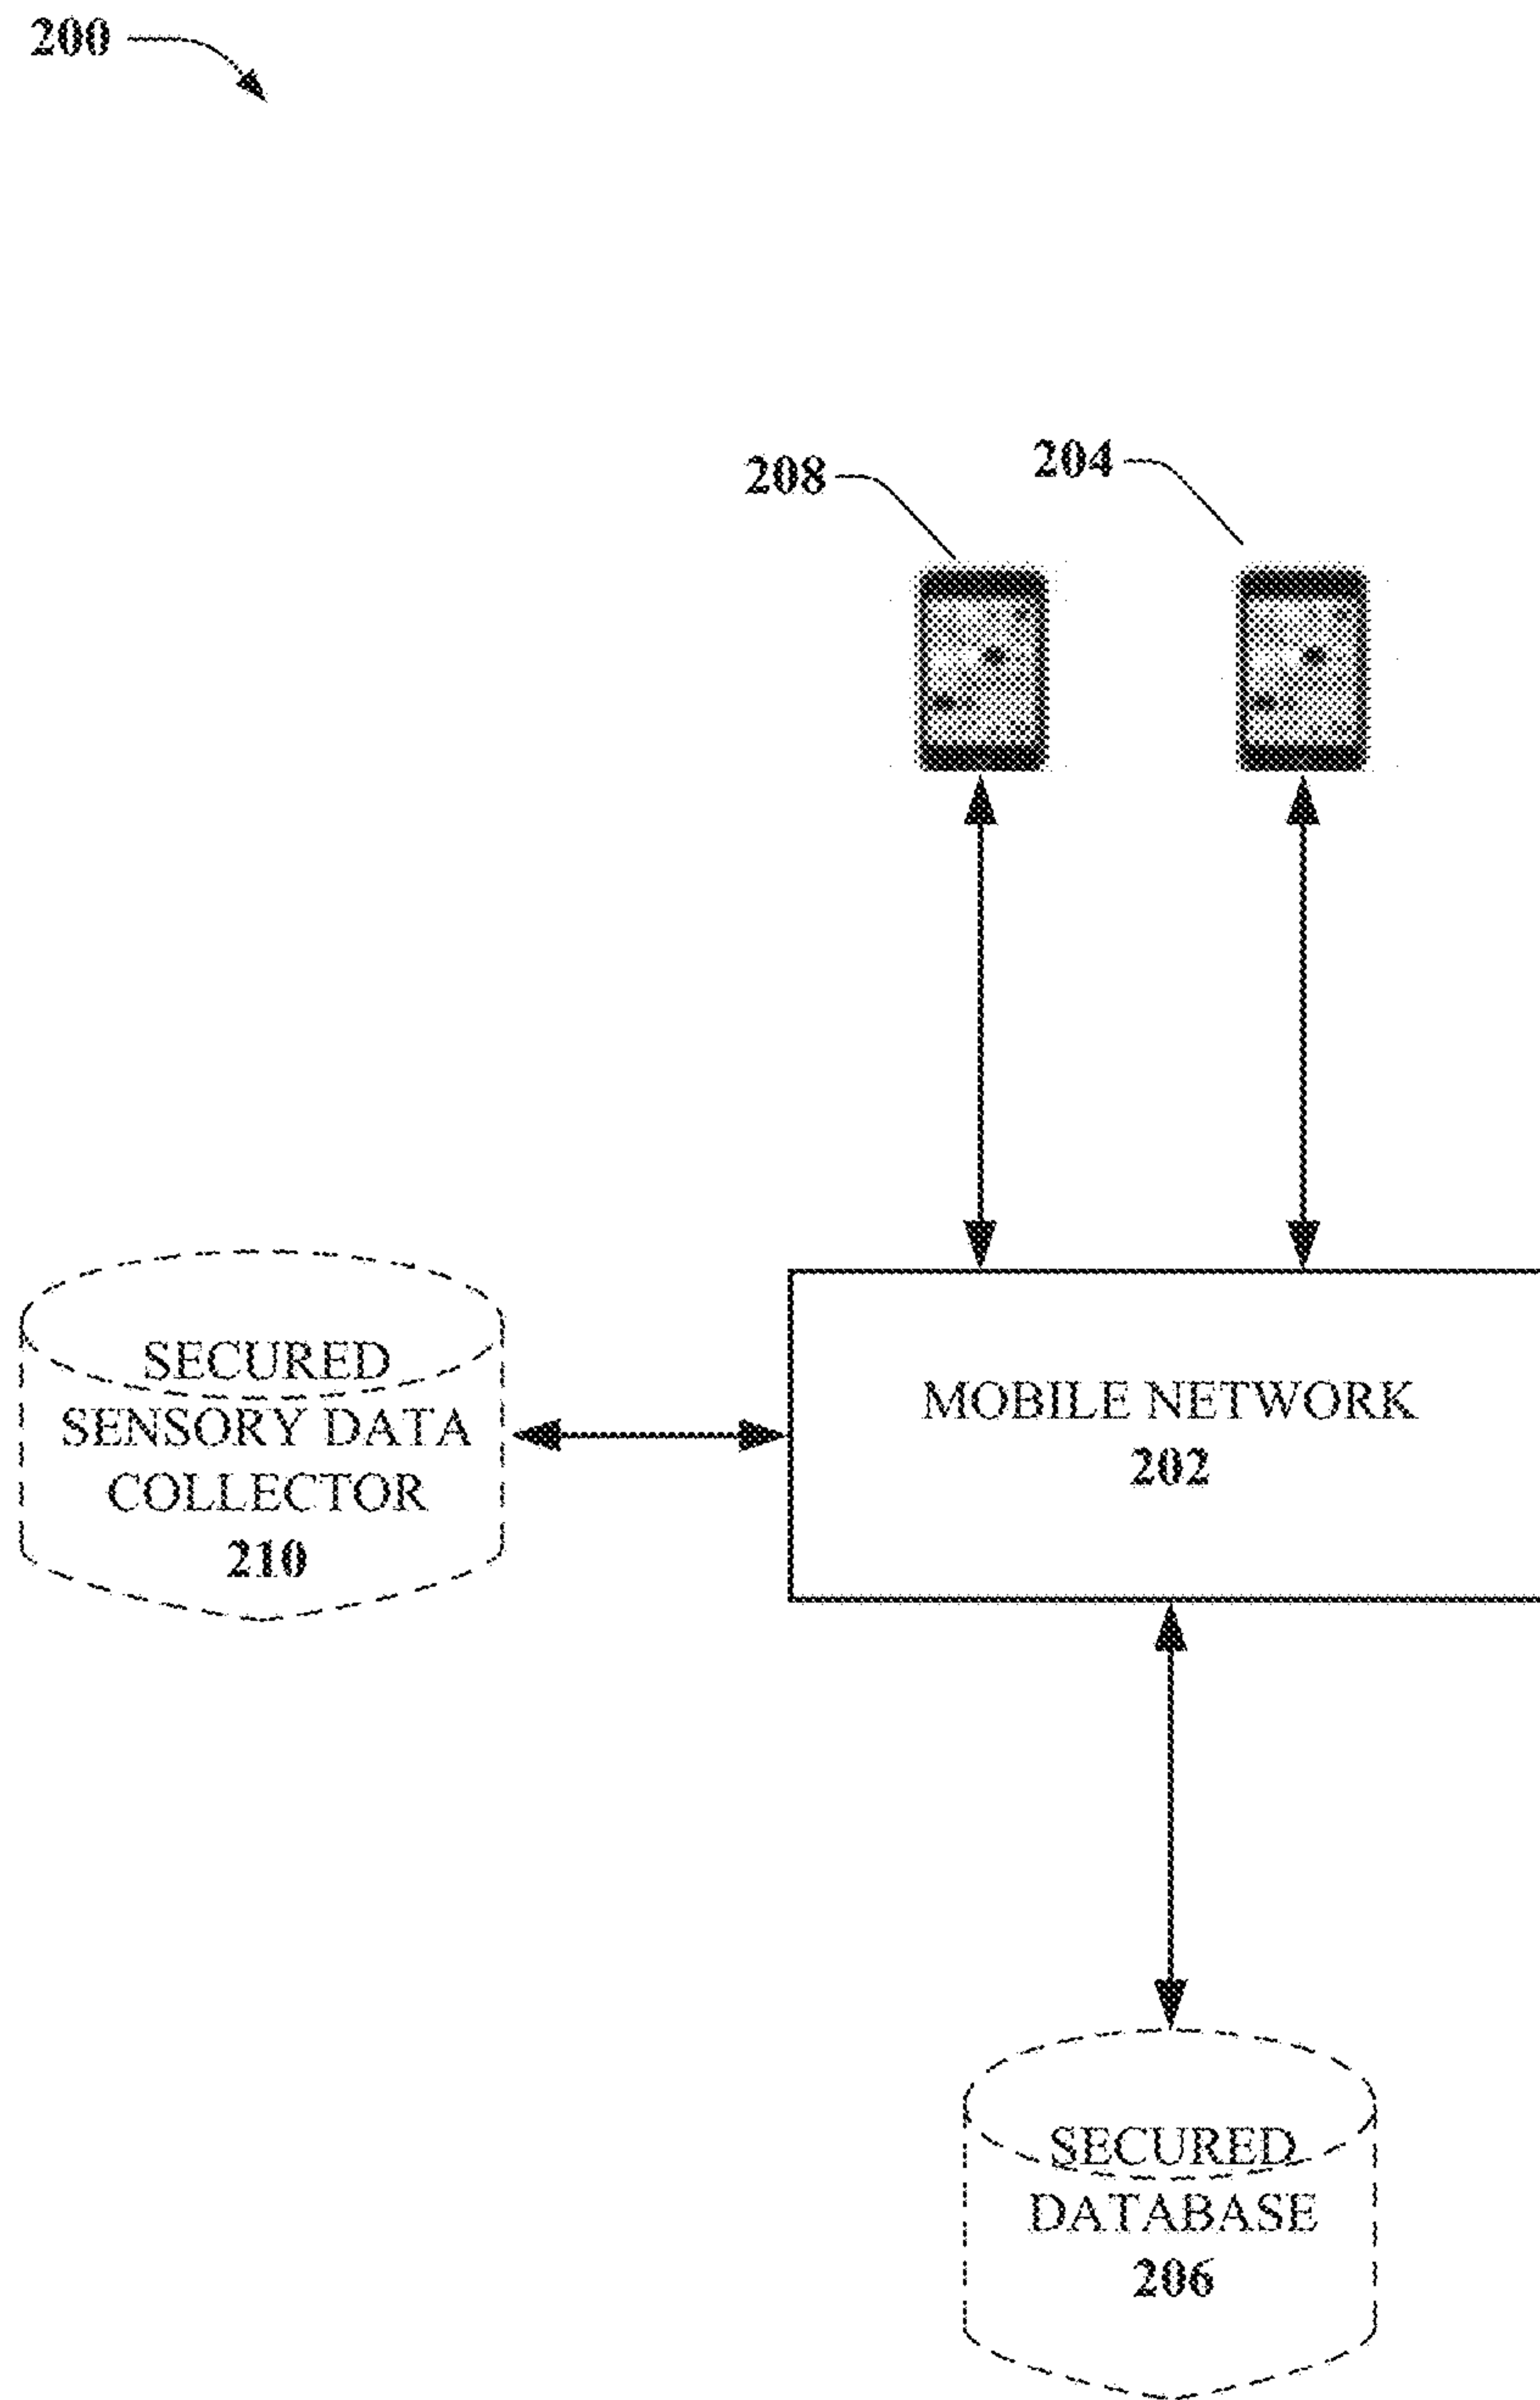 200
208
204
SECURED
SENSORY DATA
COLLECTOR
210
MOBILE NETWORK
202
SECURED
DATABASE
206